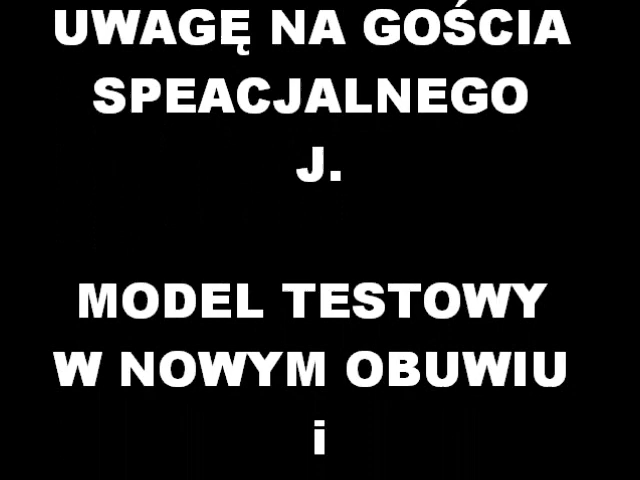 UWAGĘ NA GOŚCIA
SPEACJALNEGO
J.
MODEL TESTOWY
W NOWYM OBUWIU
i